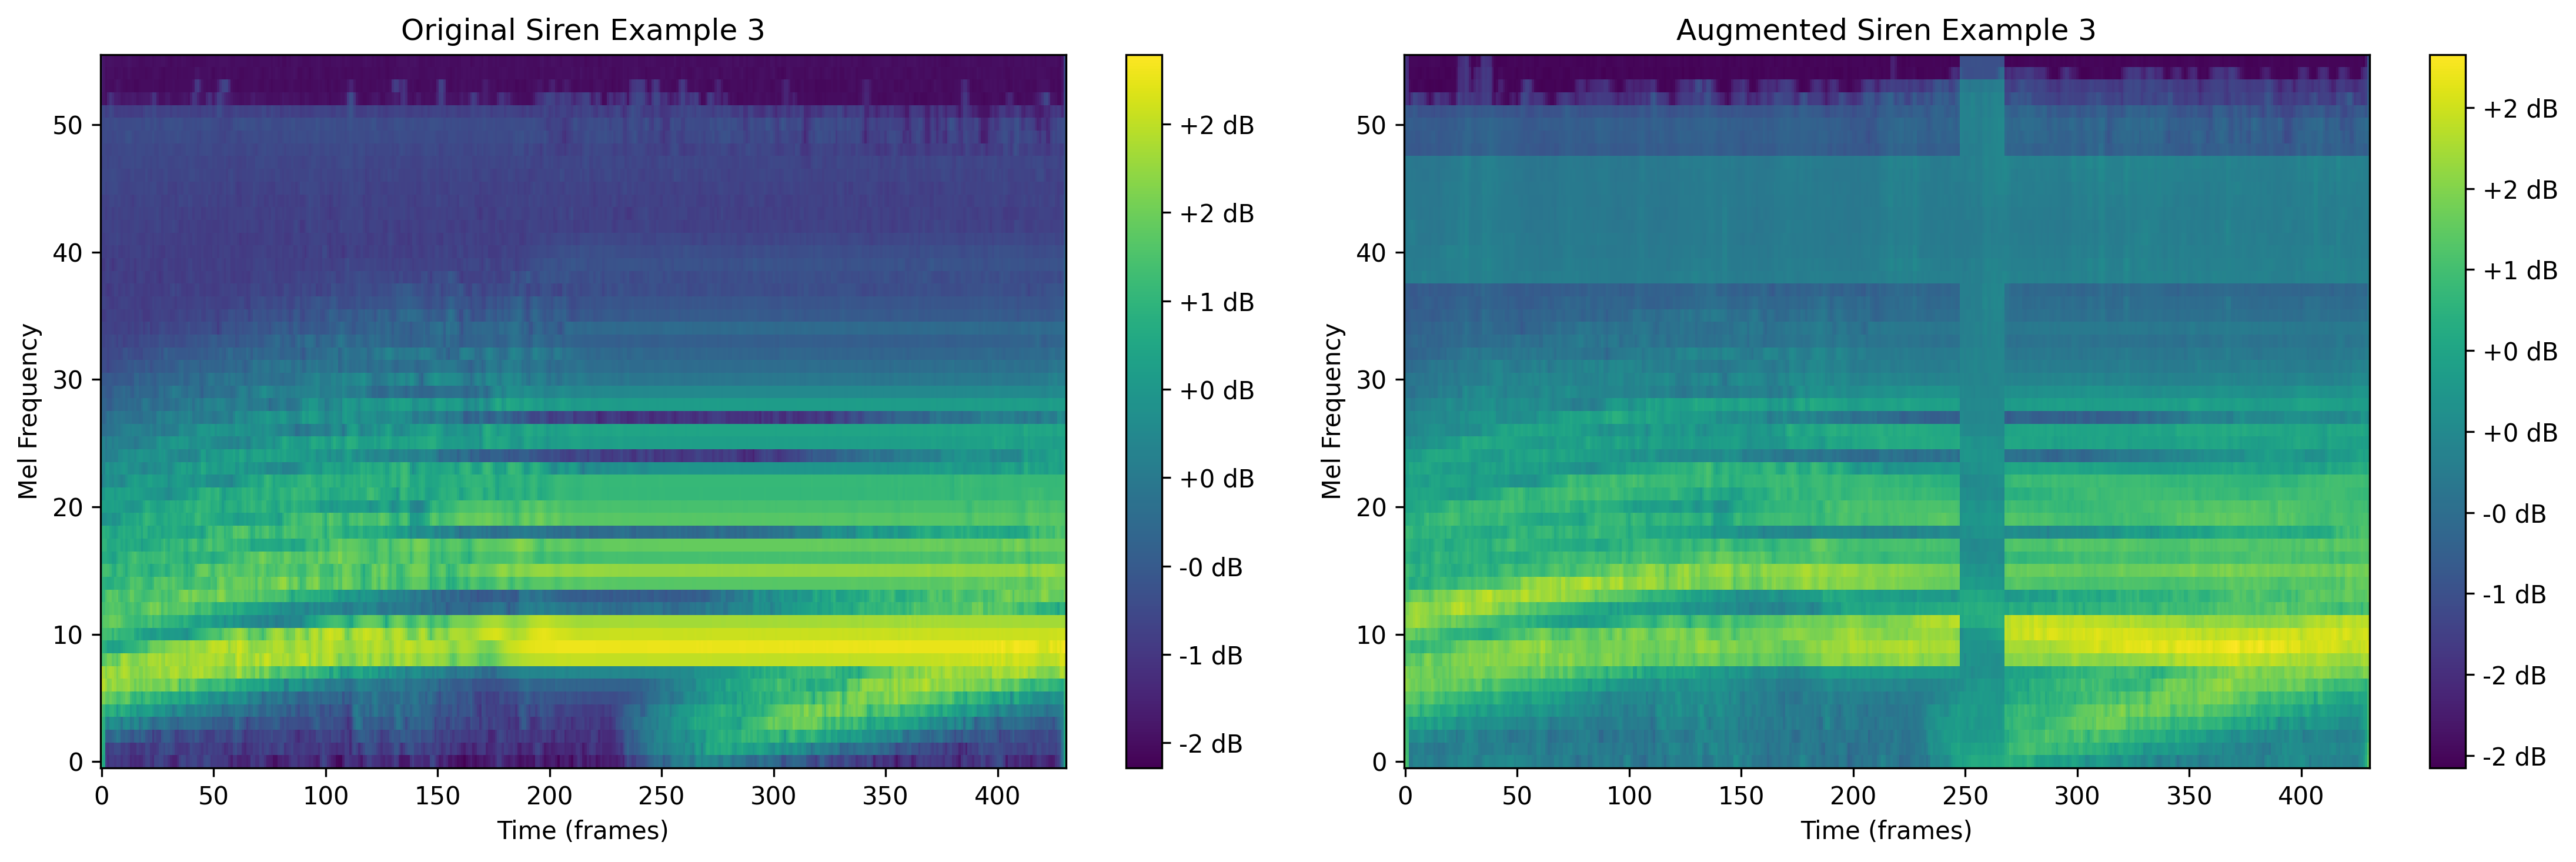 Original Siren Example 3
Mel Frequency
50
40
30
20
10
0
0 50 100 150 200 250 300 350 400
Time (frames)
+2 dB
+2 dB
+1 dB
+0 dB
+0 dB
-0 dB
-1 dB
-2 dB
Augmented Siren Example 3
Mel Frequency
50
40
30
20
10
0
0 50 100 150 200 250 300 350 400
Time (frames)
+2 dB
+2 dB
+1 dB
+0 dB
+0 dB
-0 dB
-1 dB
-2 dB
-2 dB